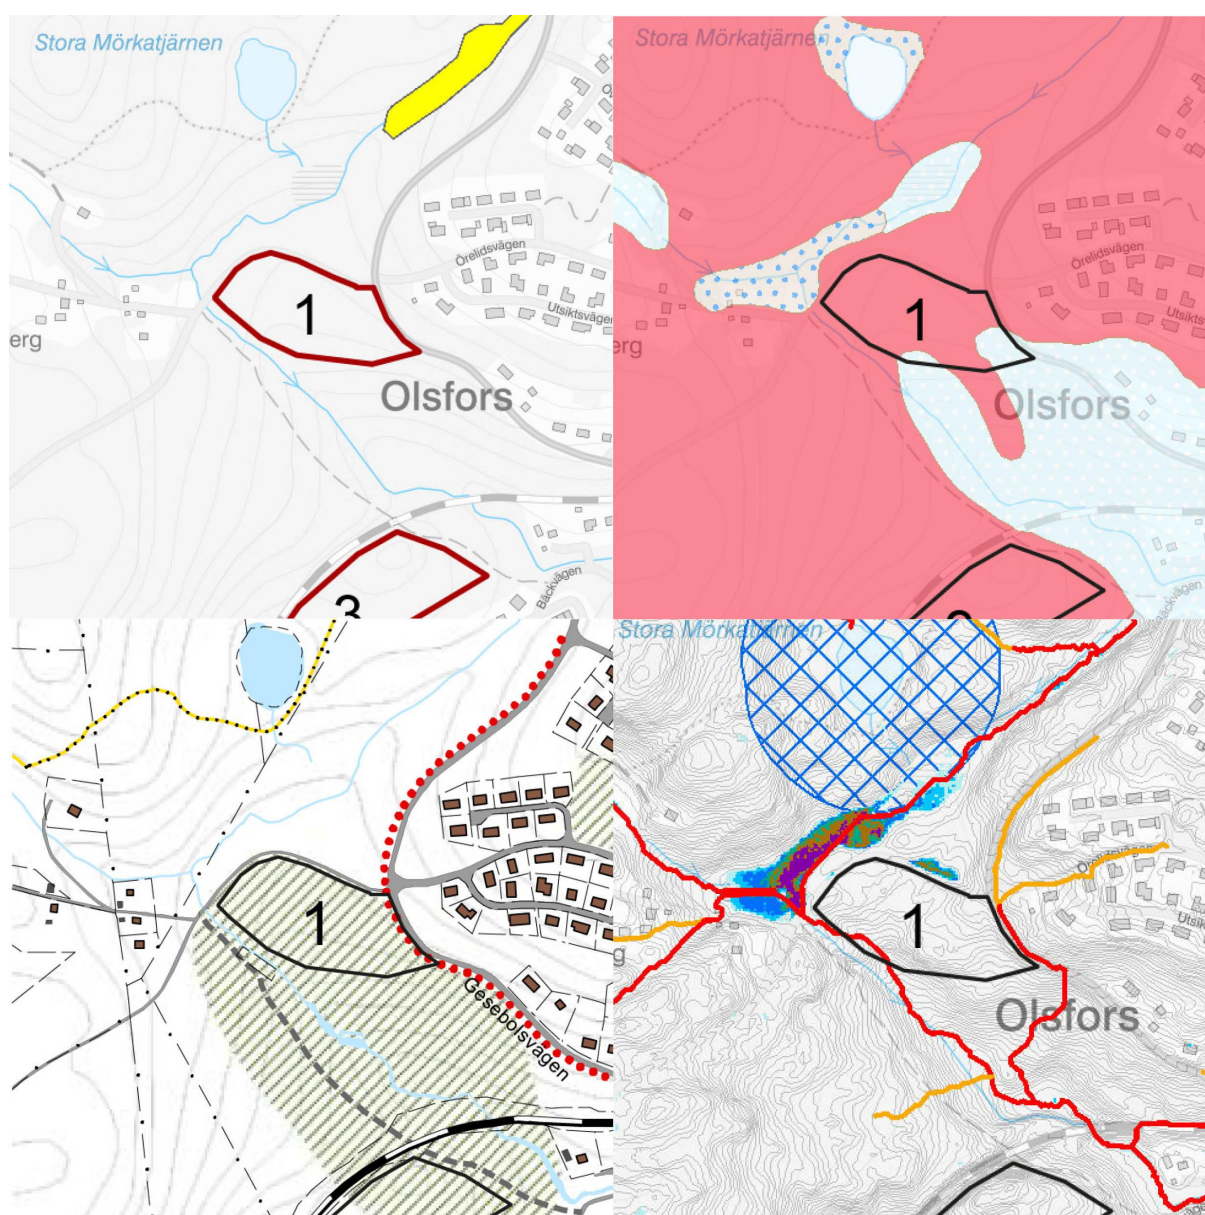 Stora Mörkatjärnen
Örelidsvägen
Utsiktsvägen
1
erg
Olsfors
Bäckvägen
3
Stora Mörkatjärnen
Örelidsvägen
Utsikts
1
Olsfors
1
Gesebolsvägen
Stora Mörkatjärnen
Örelidsvägen
Utsi
1
Olsfors